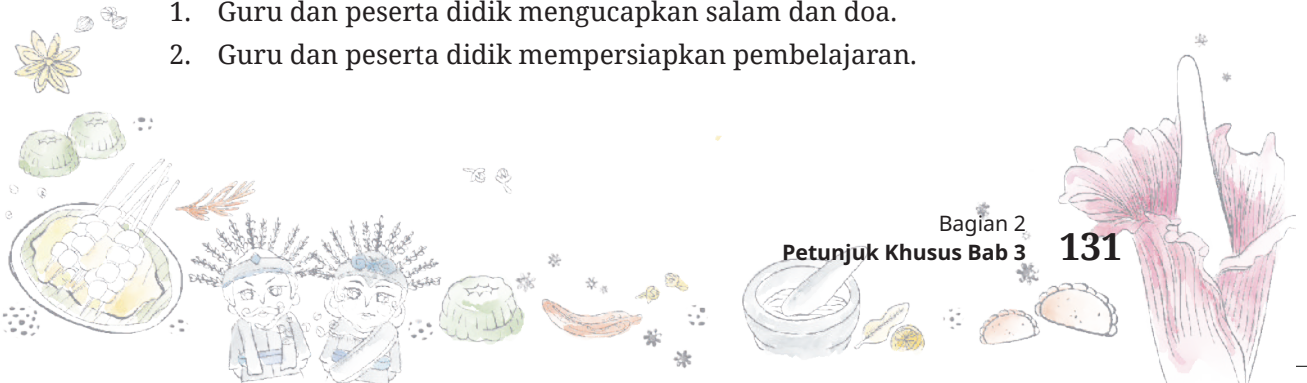 1. Guru dan peserta didik mengucapkan salam dan doa.
2. Guru dan peserta didik mempersiapkan pembelajaran.
Bagian 2
Petunjuk Khusus Bab 3 131